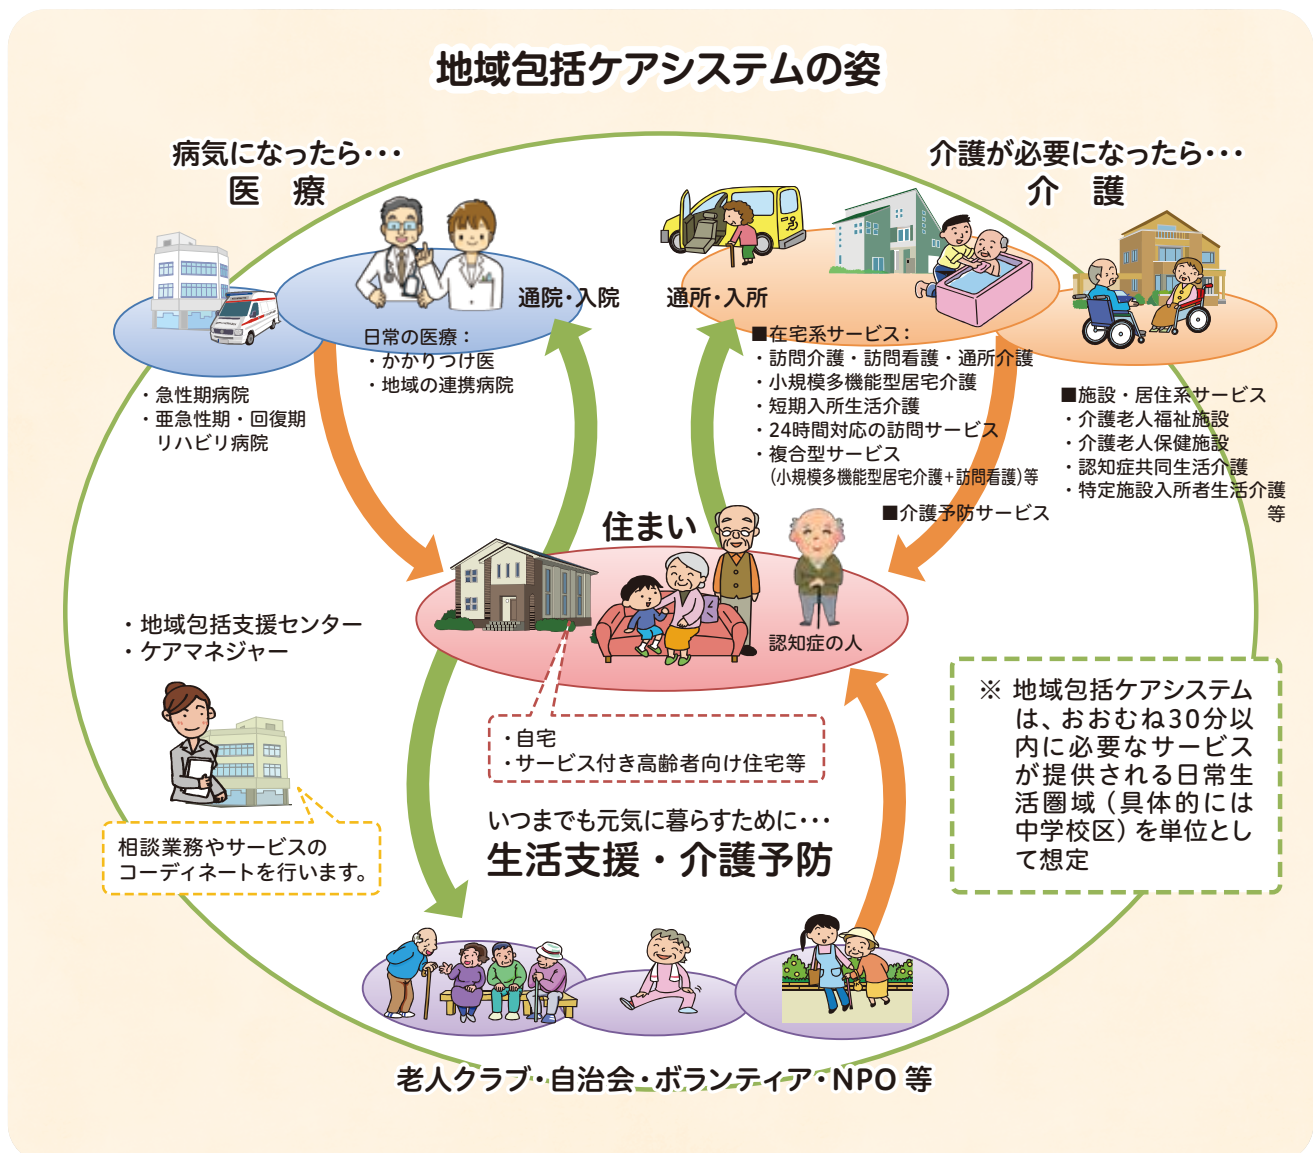 地域包括ケアシステムの姿
病気になったら･･･
医　療
介護が必要になったら･･･
介　護
通院・入院
通所・入所
日常の医療：
・かかりつけ医
・地域の連携病院
・急性期病院
・亜急性期・回復期
リハビリ病院
■在宅系サービス：
・訪問介護・訪問看護・通所介護
・小規模多機能型居宅介護
・短期入所生活介護
・24時間対応の訪問サービス
・複合型サービス
（小規模多機能型居宅介護＋訪問看護）等
■介護予防サービス
■施設・居住系サービス
・介護老人福祉施設
・介護老人保健施設
・認知症共同生活介護
・特定施設入所者生活介護
等
住まい
認知症の人
・自宅
・サービス付き高齢者向け住宅等
・地域包括支援センター
・ケアマネジャー
相談業務やサービスの
コーディネートを行います。
※ 地域包括ケアシステム
は、おおむね30分以
内に必要なサービス
が提供される日常生
活圏域（具体的には
中学校区）を単位とし
て想定
いつまでも元気に暮らすために･･･
生活支援・介護予防
老人クラブ・自治会・ボランティア・NPO 等